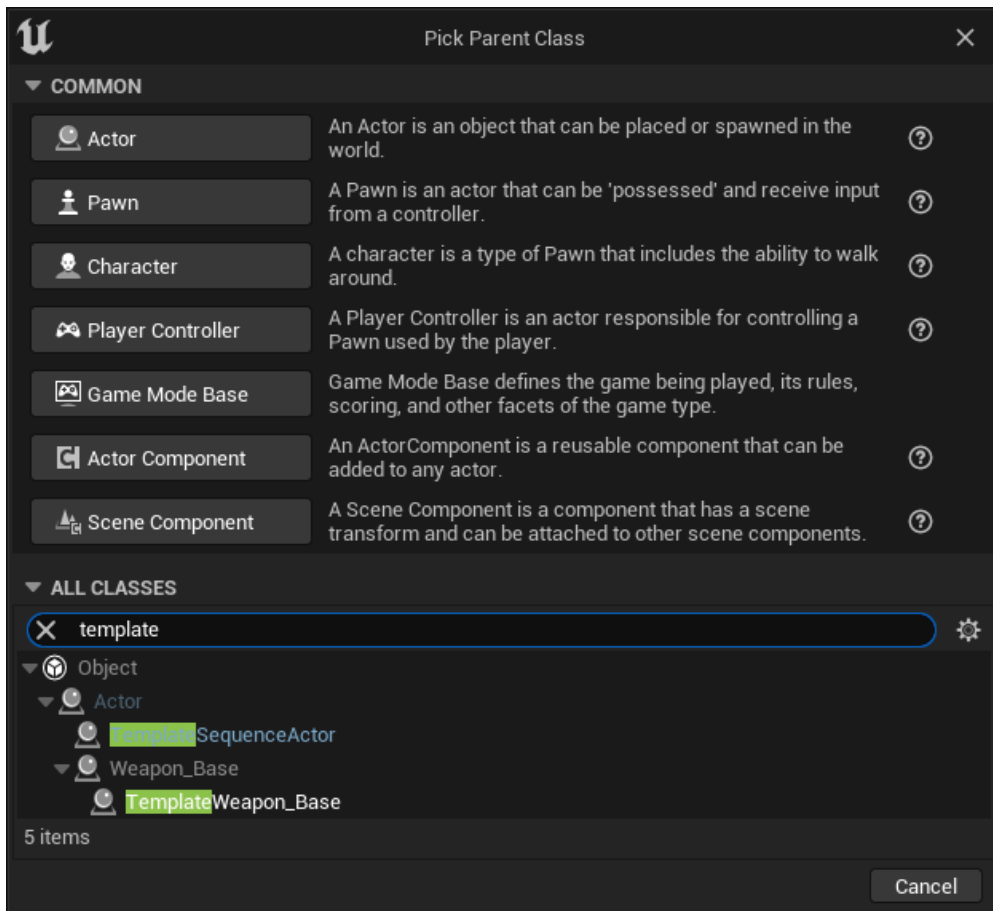 Pick Parent Class
COMMON
Actor
An Actor is an object that can be placed or spawned in the
world.
Pawn
A Pawn is an actor that can be 'possessed' and receive input
from a controller.
Character
A character is a type of Pawn that includes the ability to walk
around.
Player Controller
A Player Controller is an actor responsible for controlling a
Pawn used by the player.
Game Mode Base
Game Mode Base defines the game being played, its rules,
scoring, and other facets of the game type.
Actor Component
An ActorComponent is a reusable component that can be
added to any actor.
Scene Component
A Scene Component is a component that has a scene
transform and can be attached to other scene components.
ALL CLASSES
template
Object
Actor
TemplateSequenceActor
Weapon_Base
TemplateWeapon_Base
5 items
Cancel